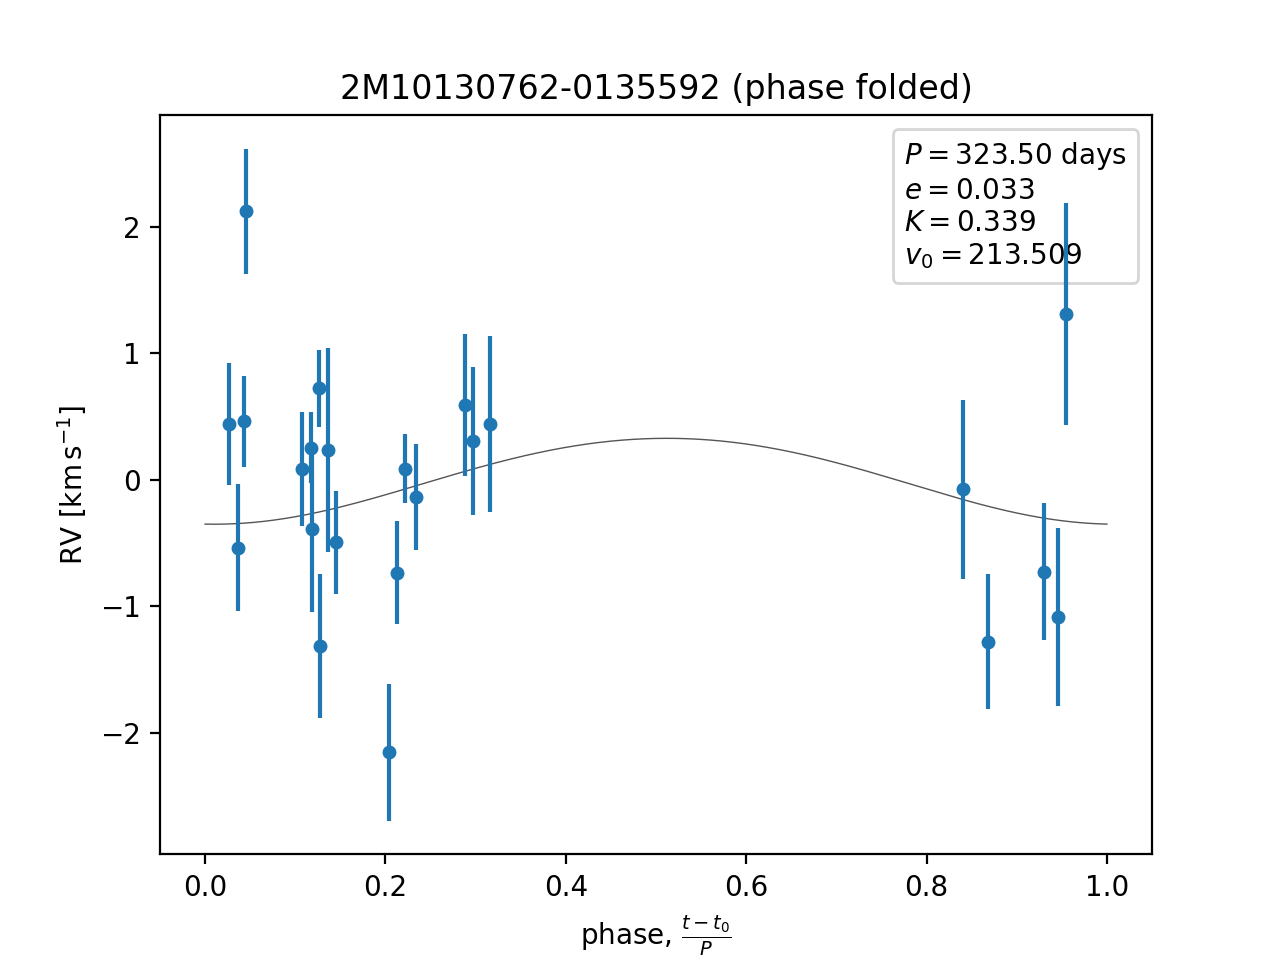 2M10130762-0135592 (phase folded)
P = 323.50 days
e = 0.033
K = 0.339
v₀ = 213.509
RV [km s⁻¹]
2
1
0
−1
−2
0.0 0.2 0.4 0.6 0.8 1.0
phase, (t − t₀)/P